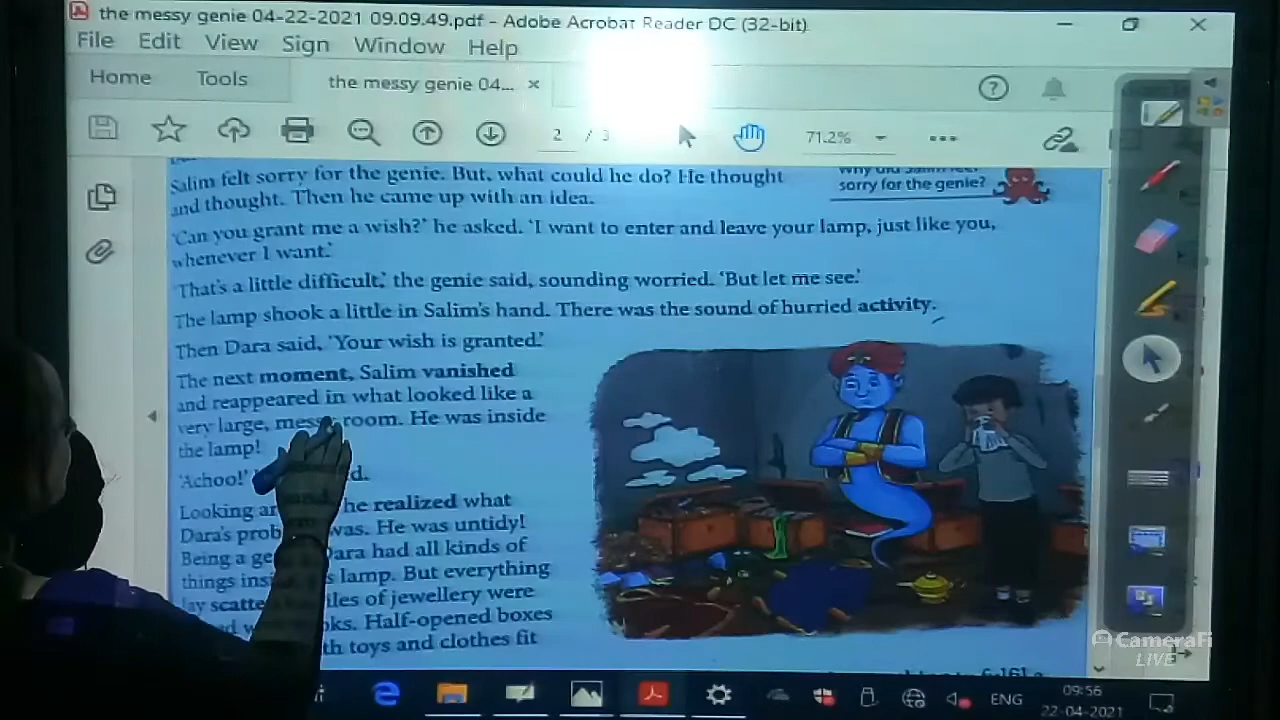 the messy genie 04-22-2021 09.09.49.pdf - Adobe Acrobat Reader DC (32-bit)
File Edit View Sign Window Help
Home Tools the messy genie 04... ×
2 / 3 71.2%
Salim felt sorry for the genie. But, what could he do? He thought
and thought. Then he came up with an idea.
sorry for the genie?
'Can you grant me a wish?' he asked. 'I want to enter and leave your lamp, just like you,
whenever I want.'
'That's a little difficult,' the genie said, sounding worried. 'But let me see.'
The lamp shook a little in Salim's hand. There was the sound of hurried activity.
Then Dara said, 'Your wish is granted.'
The next moment, Salim vanished
and reappeared in what looked like a
very large, messy room. He was inside
the lamp!
'Achoo!' d.
Looking ar he realized what
Dara's prob was. He was untidy!
Being a ge Dara had all kinds of
things insi s lamp. But everything
lay scatte iles of jewellery were
oks. Half-opened boxes
th toys and clothes fit
CameraFi
LIVE
ENG
09:56
22-04-2021